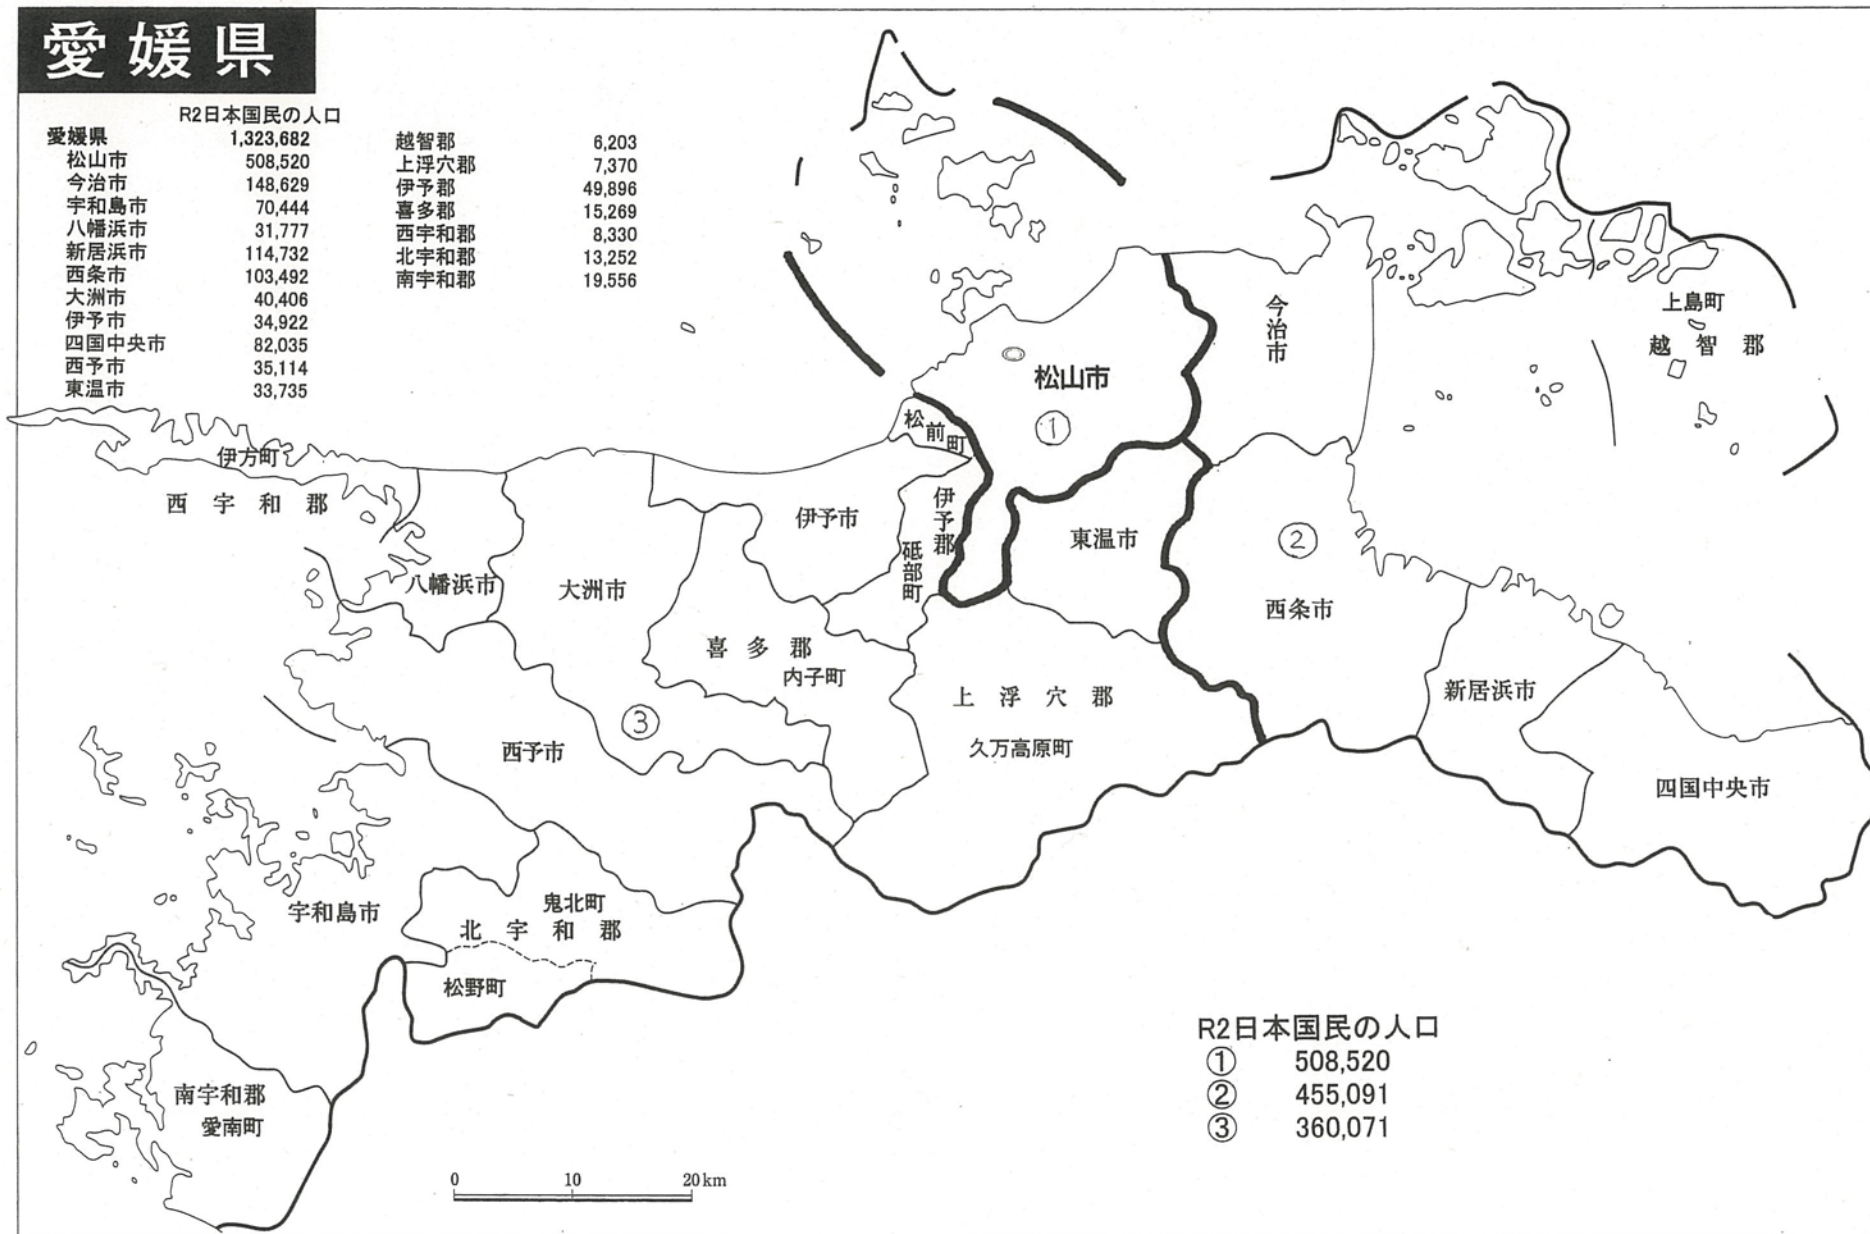 愛媛県
R2日本国民の人口
愛媛県 1,323,682
松山市 508,520
今治市 148,629
宇和島市 70,444
八幡浜市 31,777
新居浜市 114,732
西条市 103,492
大洲市 40,406
伊予市 34,922
四国中央市 82,035
西予市 35,114
東温市 33,735
越智郡 6,203
上浮穴郡 7,370
伊予郡 49,896
喜多郡 15,269
西宇和郡 8,330
北宇和郡 13,252
南宇和郡 19,556
今治市
上島町
越智郡
松山市
①
松前町
伊方町
西宇和郡
伊予市
伊予郡
砥部町
東温市
②
八幡浜市
大洲市
西条市
喜多郡
内子町
上浮穴郡
新居浜市
③
西予市
久万高原町
四国中央市
鬼北町
宇和島市
北宇和郡
松野町
南宇和郡
愛南町
R2日本国民の人口
① 508,520
② 455,091
③ 360,071
0 10 20km